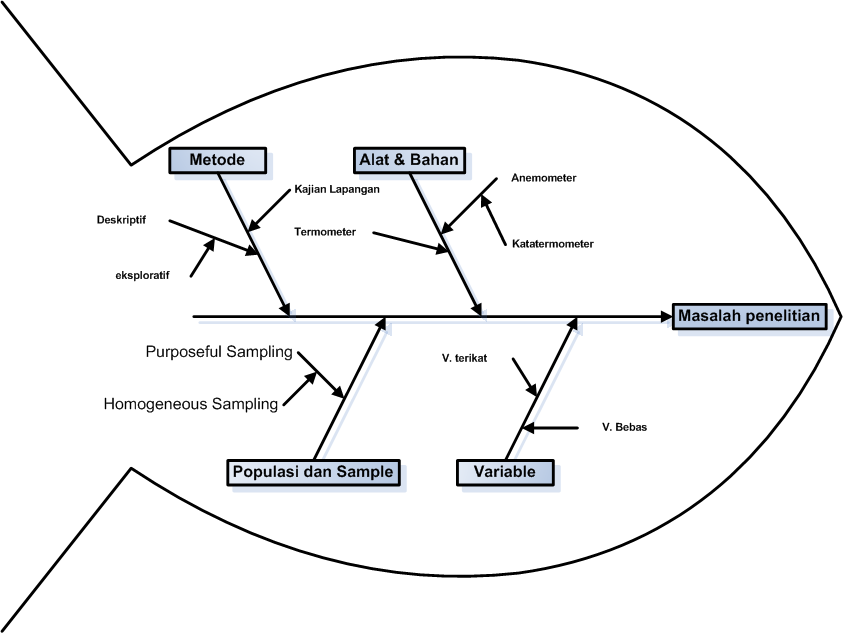 Metode
Alat & Bahan
Kajian Lapangan
Anemometer
Deskriptif
Termometer
Katatermometer
eksploratif
Masalah penelitian
Purposeful Sampling
V. terikat
Homogeneous Sampling
V. Bebas
Populasi dan Sample
Variable